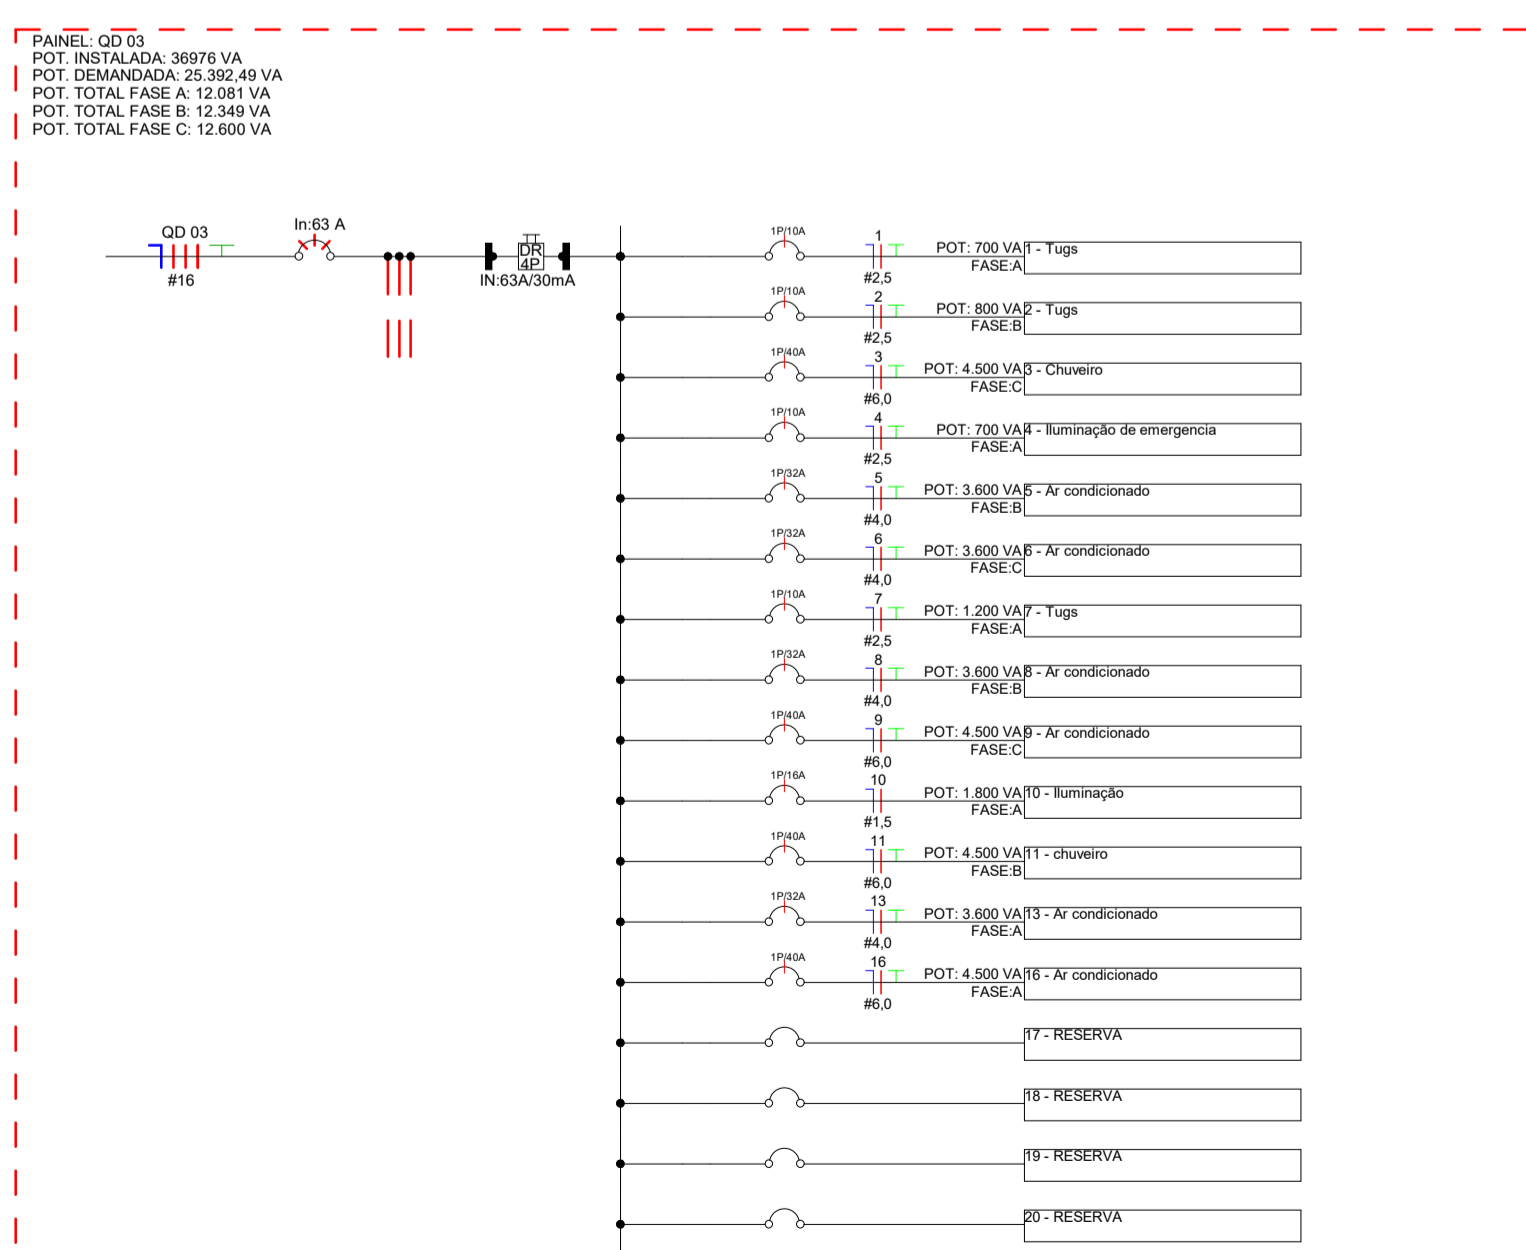 PAINEL: QD 03
POT. INSTALADA: 36976 VA
POT. DEMANDADA: 25.392,49 VA
POT. TOTAL FASE A: 12.081 VA
POT. TOTAL FASE B: 12.349 VA
POT. TOTAL FASE C: 12.600 VA
QD 03
#16
In:63 A
DR
4P
IN:63A/30mA
1P/10A
1
#2,5
POT: 700 VA
FASE:A
1 - Tugs
1P/10A
2
#2,5
POT: 800 VA
FASE:B
2 - Tugs
1P/40A
3
#6,0
POT: 4.500 VA
FASE:C
3 - Chuveiro
1P/10A
4
#2,5
POT: 700 VA
FASE:A
4 - Iluminação de emergencia
1P/32A
5
#4,0
POT: 3.600 VA
FASE:B
5 - Ar condicionado
1P/32A
6
#4,0
POT: 3.600 VA
FASE:C
6 - Ar condicionado
1P/10A
7
#2,5
POT: 1.200 VA
FASE:A
7 - Tugs
1P/32A
8
#4,0
POT: 3.600 VA
FASE:B
8 - Ar condicionado
1P/40A
9
#6,0
POT: 4.500 VA
FASE:C
9 - Ar condicionado
1P/16A
10
#1,5
POT: 1.800 VA
FASE:A
10 - Iluminação
1P/40A
11
#6,0
POT: 4.500 VA
FASE:B
11 - chuveiro
1P/32A
13
#4,0
POT: 3.600 VA
FASE:A
13 - Ar condicionado
1P/40A
16
#6,0
POT: 4.500 VA
FASE:A
16 - Ar condicionado
17 - RESERVA
18 - RESERVA
19 - RESERVA
20 - RESERVA